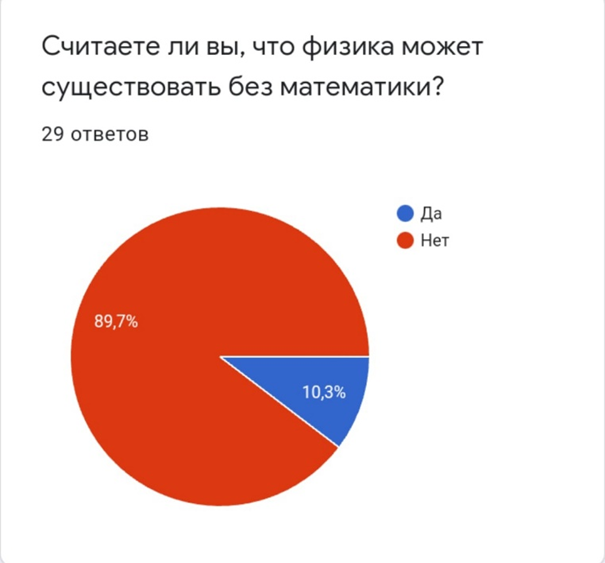 Считаете ли вы, что физика может
существовать без математики?
29 ответов
Да
Нет
89,7%
10,3%